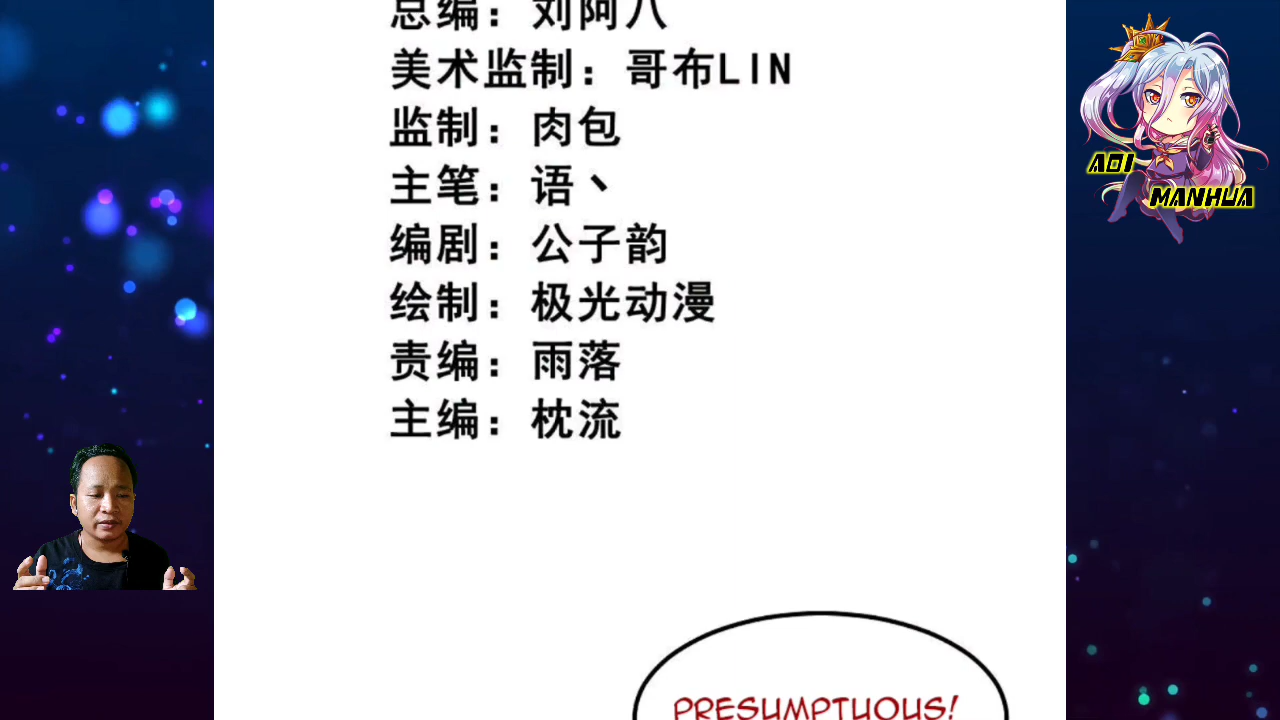 总编：刘阿八
美术监制：哥布LIN
监制：肉包
主笔：语丶
编剧：公子韵
绘制：极光动漫
责编：雨落
主编：枕流
PRESUMPTUOUS!
AOI
MANHUA